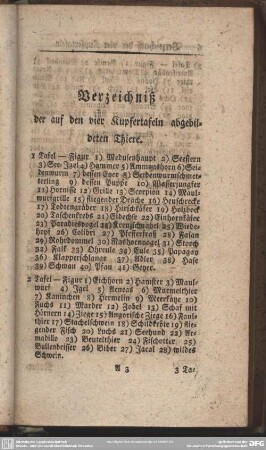 Verzeichniß
der auf den vier Kupfertafeln abgebil-
deten Thiere.
1 Tafel — Figur 1) Medusenhaupt 2) Seestern
3) See Igel 4) Hammer 5) Ammonshorn 6) Sei-
denwurm 7) dessen Eyer 8) Seidenwurmschmet-
terling 9) dessen Puppe 10) Wasserjungfer
11) Hornisse 12) Grille 13) Scorpion 14) Maul-
wurfsgrille 15) fliegender Drache 16) Heuschrecke
17) Todtengräber 18) Hirschkäfer 19) Holzbock
20) Taschenkrebs 21) Eidechse 22) Einhornkäfer
23) Paradiesvogel 24) 25) Wiede-
hopf 26) Colibri 27) Pfefferfraß 28) Fasan
29) Rohrdommel 30) Nashornvogel 31) Storch
32) Falk 33) Ohreule 34) Eule 35) Papagay
36) Klapperschlange 37) Adler 38) Hase
39) Schwan 40) Pfau 41) Geyer.
2 Tafel — Figur 1) Eichhorn 2) Hamster 3) Maul-
wurf 4) Igel 5) 6) Murmelthier
7) Kaninchen 8) Hermelin 9) Meerkatze 10)
Fuchs 11) Marder 12) Zobel 13) Schaf mit
Hörnern 14) Ziege 15) Angorische Ziege 16) Faul-
thier 17) Stachelschwein 18) Schildkröte 19) flie-
gender Fisch 20) Luchs 21) Seehund 22) Ar-
madillo 23) Beutelthier 24) Fischotter. 25)
Bullenbeisser 26) Biber 27) Jacal 28) wildes
Schwein.
A 3
3 Taf.